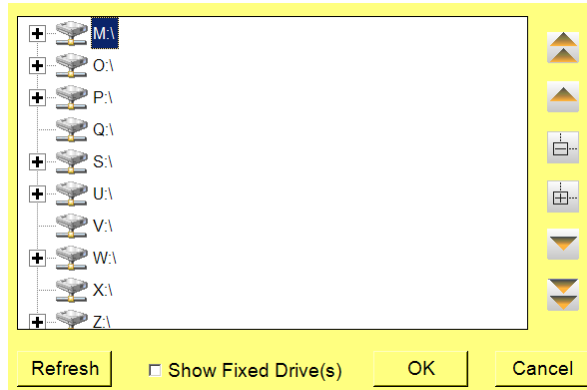 M:\
O:\
P:\
Q:\
S:\
U:\
V:\
W:\
X:\
Z:\
Refresh Show Fixed Drive(s) OK Cancel